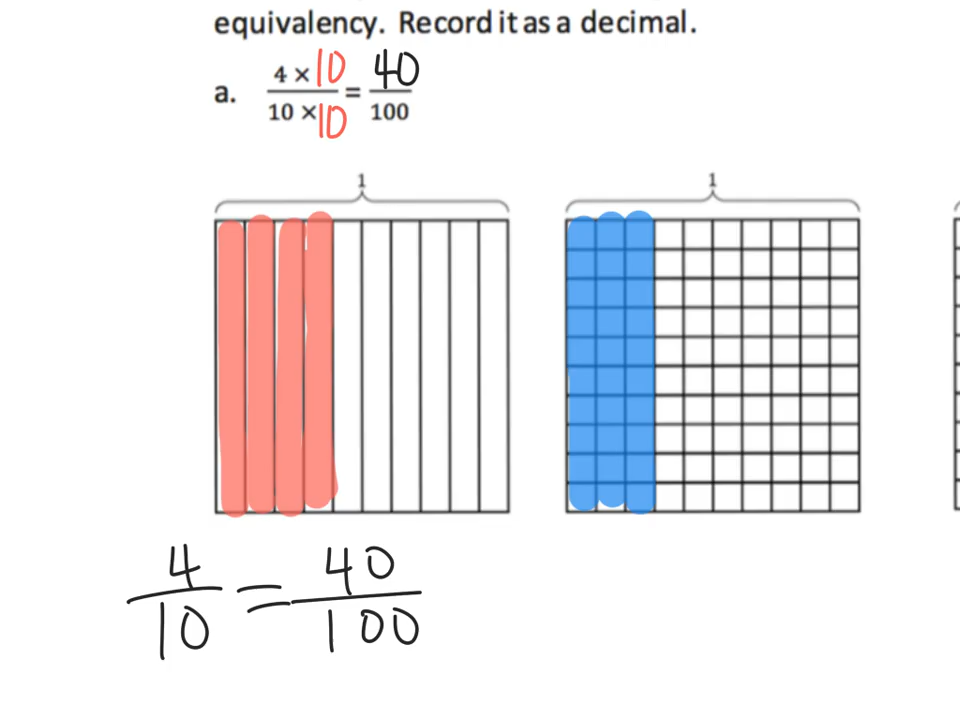 equivalency. Record it as a decimal.
a. 4 × 10 / 10 × 10 = 40 / 100
1 1
4 / 10 = 40 / 100